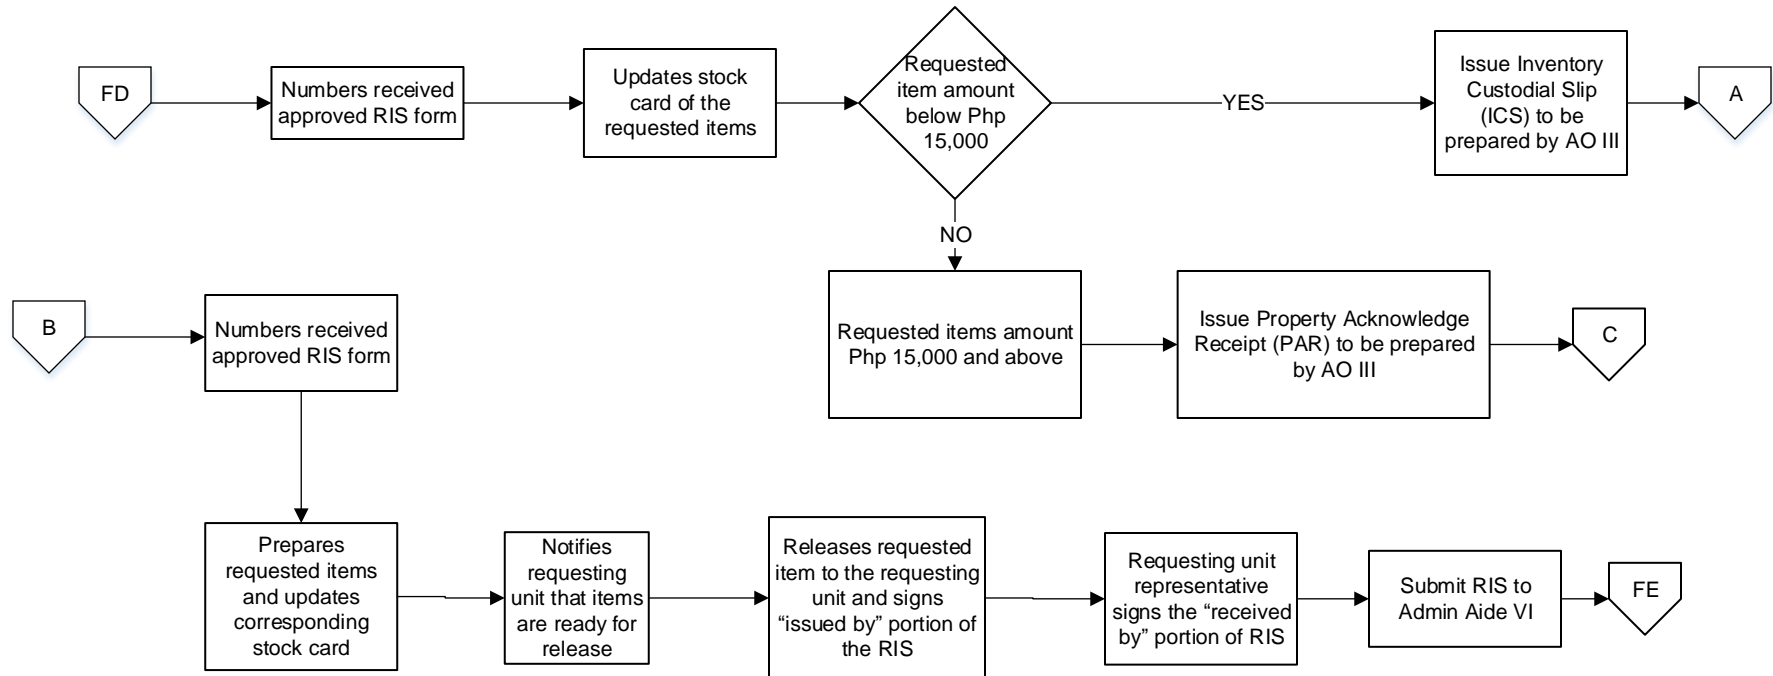 FD
Numbers received
approved RIS form
Updates stock
card of the
requested items
Requested
item amount
below Php
15,000
YES
Issue Inventory
Custodial Slip
(ICS) to be
prepared by AO III
A
NO
Requested items amount
Php 15,000 and above
Issue Property Acknowledge
Receipt (PAR) to be prepared
by AO III
C
B
Numbers received
approved RIS form
Prepares
requested items
and updates
corresponding
stock card
Notifies
requesting
unit that items
are ready for
release
Releases requested
item to the requesting
unit and signs
“issued by” portion of
the RIS
Requesting unit
representative
signs the “received
by” portion of RIS
Submit RIS to
Admin Aide VI
FE